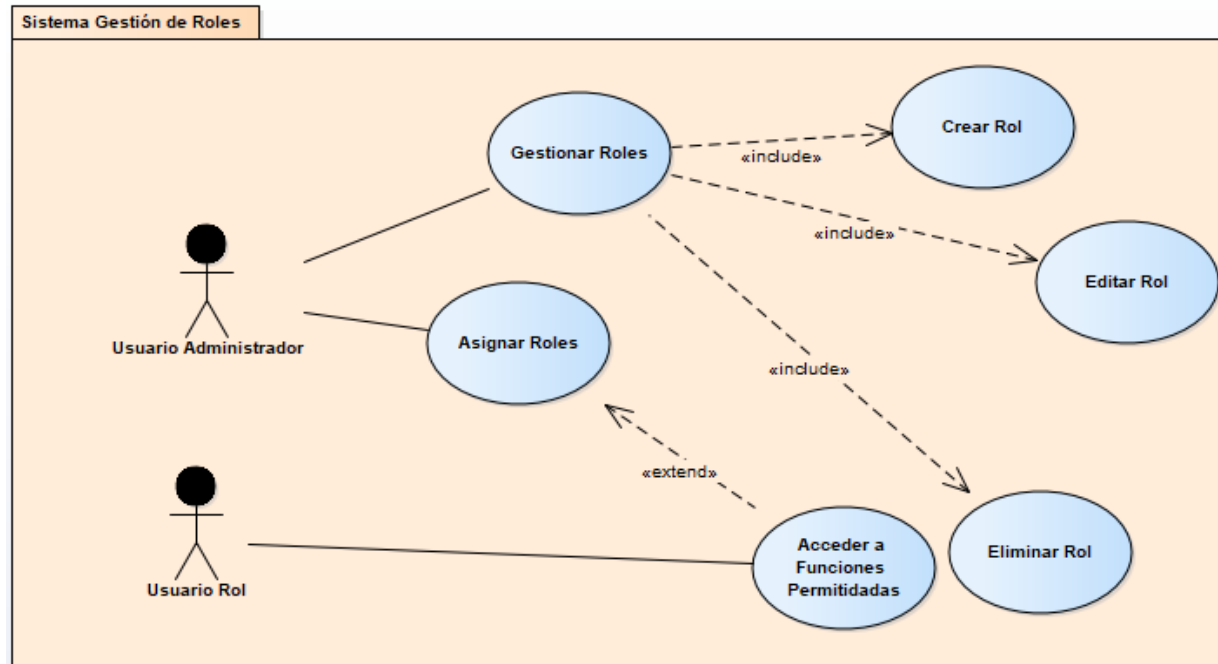 Sistema Gestión de Roles
Crear Rol
Gestionar Roles
«include»
«include»
Editar Rol
Usuario Administrador
Asignar Roles
«include»
«extend»
Acceder a
Funciones
Permitidadas
Eliminar Rol
Usuario Rol